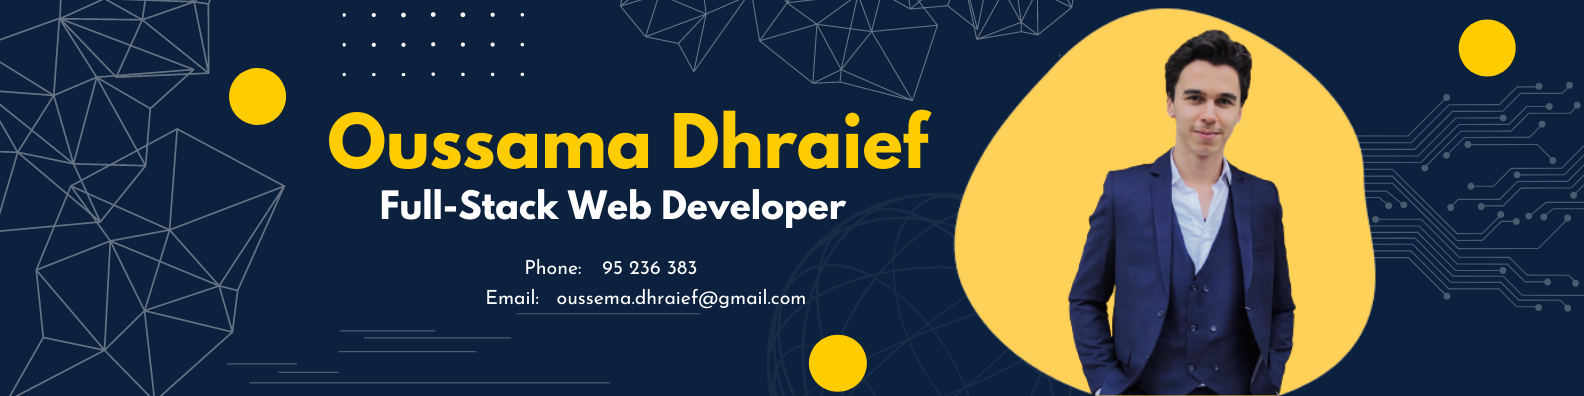 Oussama Dhraief
Full-Stack Web Developer
Phone: 95 236 383
Email: oussema.dhraief@gmail.com